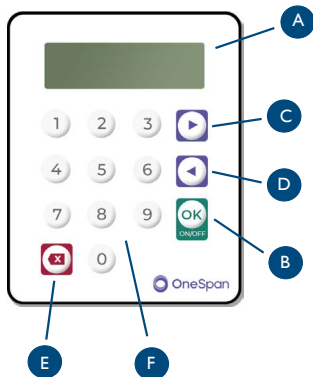 A
1 2 3
C
4 5 6
D
7 8 9 OK
ON/OFF
B
X 0
OneSpan
E F